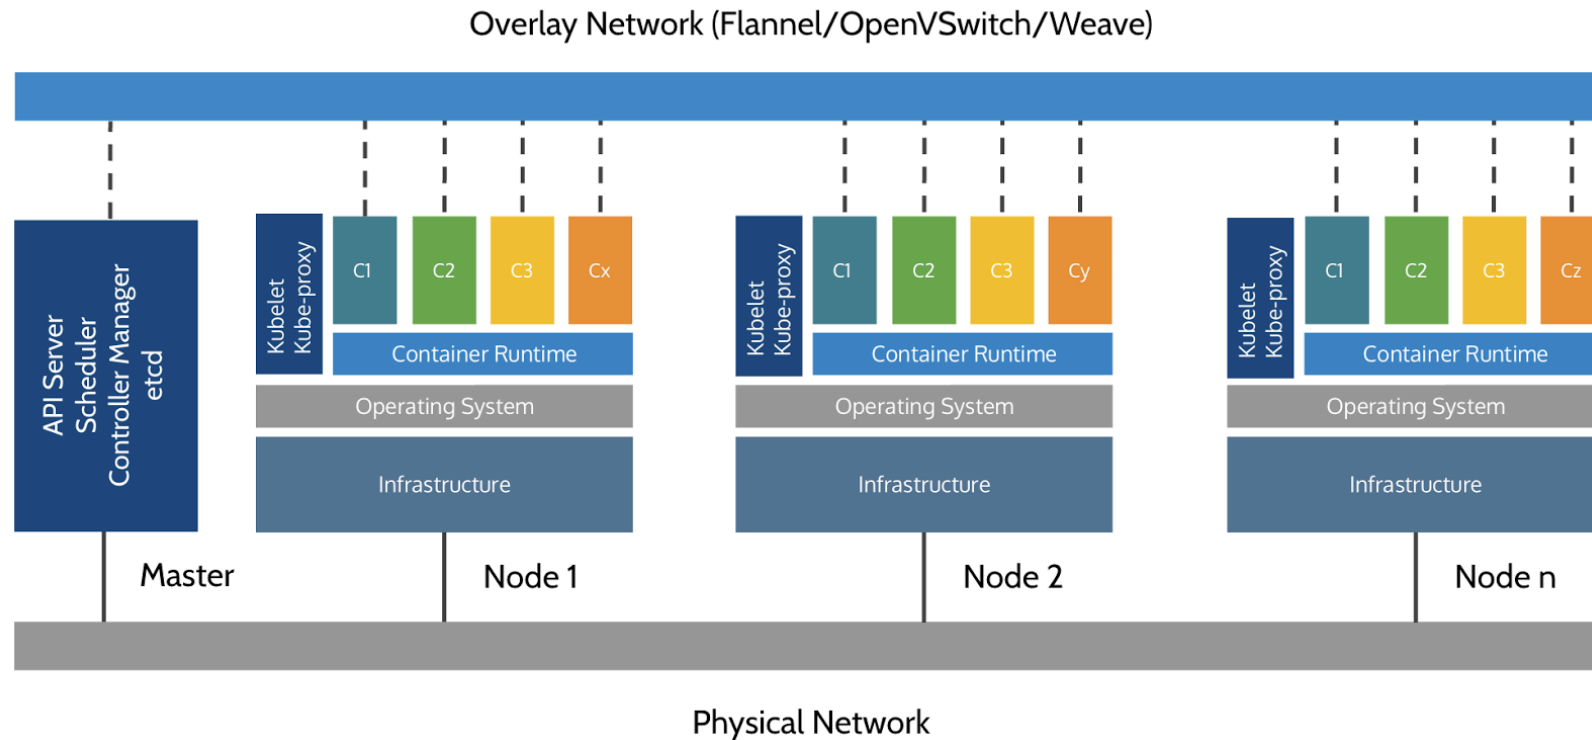 Overlay Network (Flannel/OpenVSwitch/Weave)
API Server
Scheduler
Controller Manager
etcd
Master
Kubelet
Kube-proxy
C1
C2
C3
Cx
Container Runtime
Operating System
Infrastructure
Node 1
Kubelet
Kube-proxy
C1
C2
C3
Cy
Container Runtime
Operating System
Infrastructure
Node 2
Kubelet
Kube-proxy
C1
C2
C3
Cz
Container Runtime
Operating System
Infrastructure
Node n
Physical Network